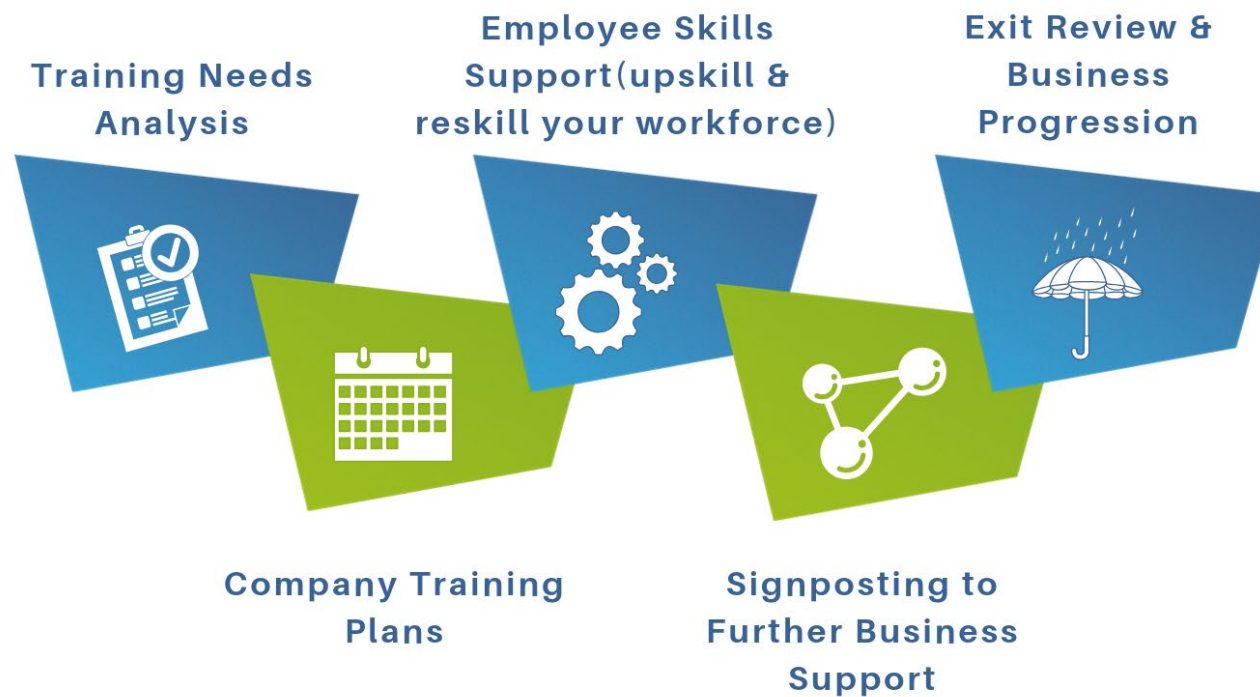 Training Needs
Analysis
Employee Skills
Support(upskill &
reskill your workforce)
Exit Review &
Business
Progression
Company Training
Plans
Signposting to
Further Business
Support